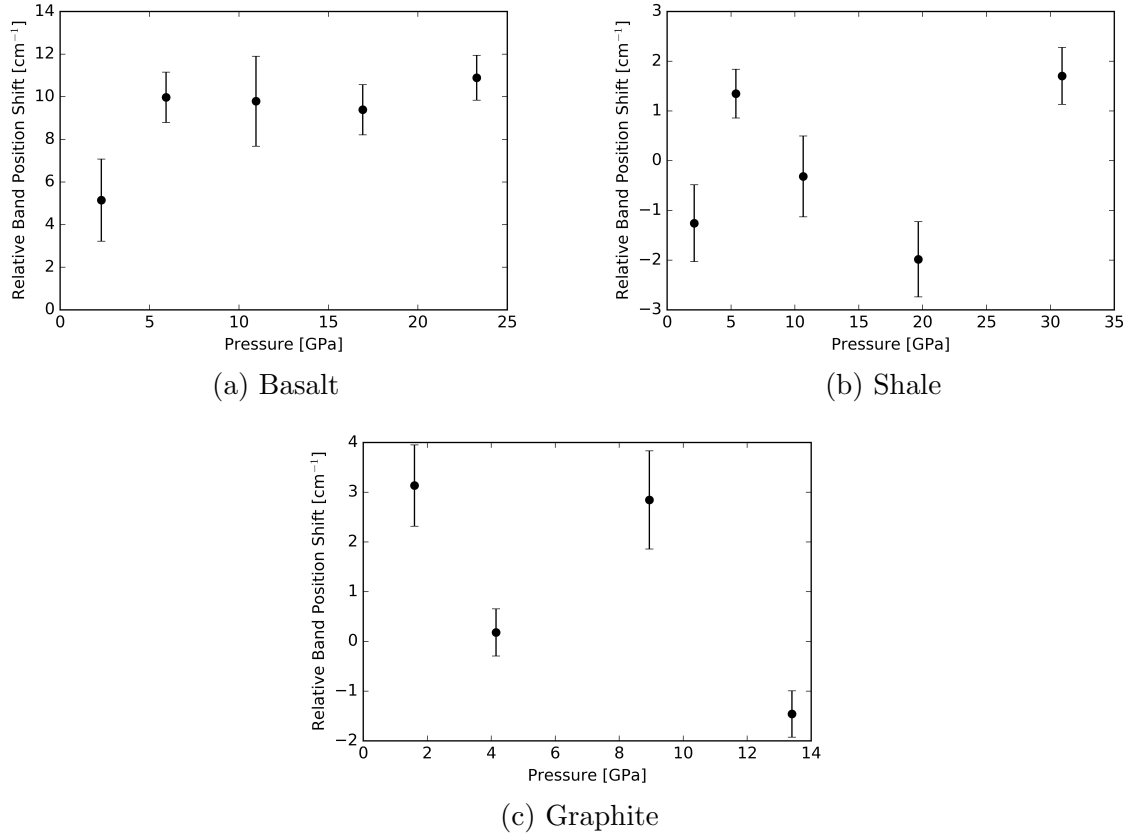 14
12
10
8
6
4
2
0
Relative Band Position Shift [cm⁻¹]
0 5 10 15 20 25
Pressure [GPa]
(a) Basalt
3
2
1
0
−1
−2
−3
Relative Band Position Shift [cm⁻¹]
0 5 10 15 20 25 30 35
Pressure [GPa]
(b) Shale
4
3
2
1
0
−1
−2
Relative Band Position Shift [cm⁻¹]
0 2 4 6 8 10 12 14
Pressure [GPa]
(c) Graphite